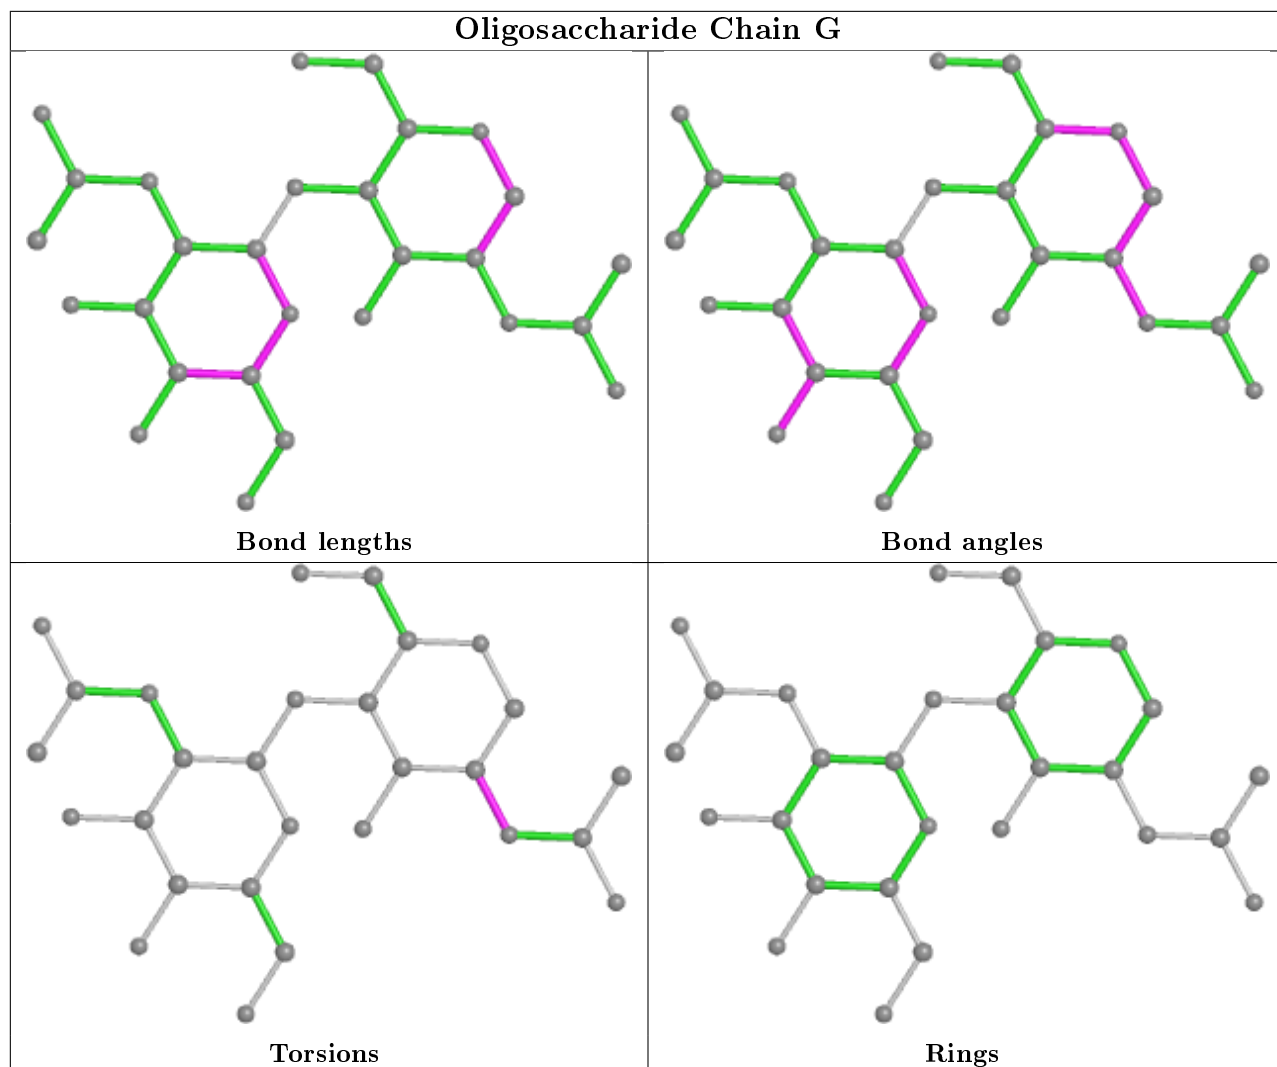 Oligosaccharide Chain G
Bond lengths
Bond angles
Torsions
Rings